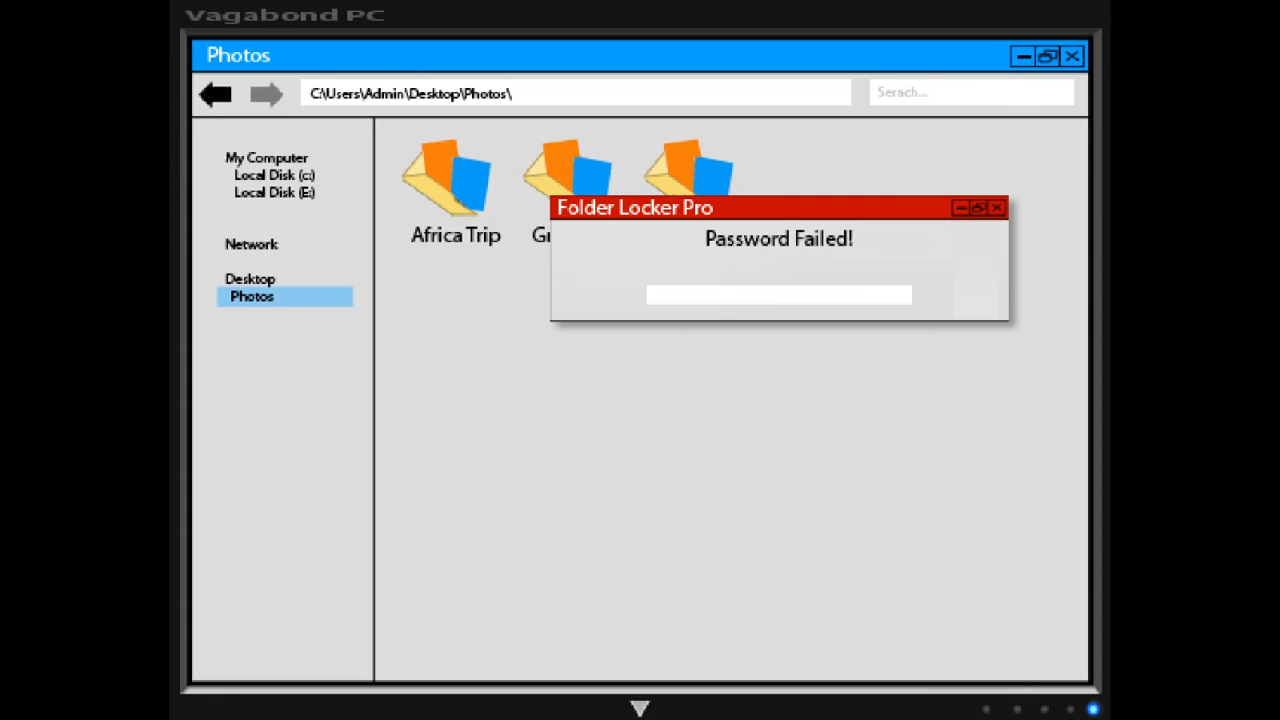 Vagabond PC
Photos
C:\Users\Admin\Desktop\Photos\
Serach...
My Computer
Local Disk (c:)
Local Disk (E:)
Network
Desktop
Photos
Africa Trip
Folder Locker Pro
Password Failed!